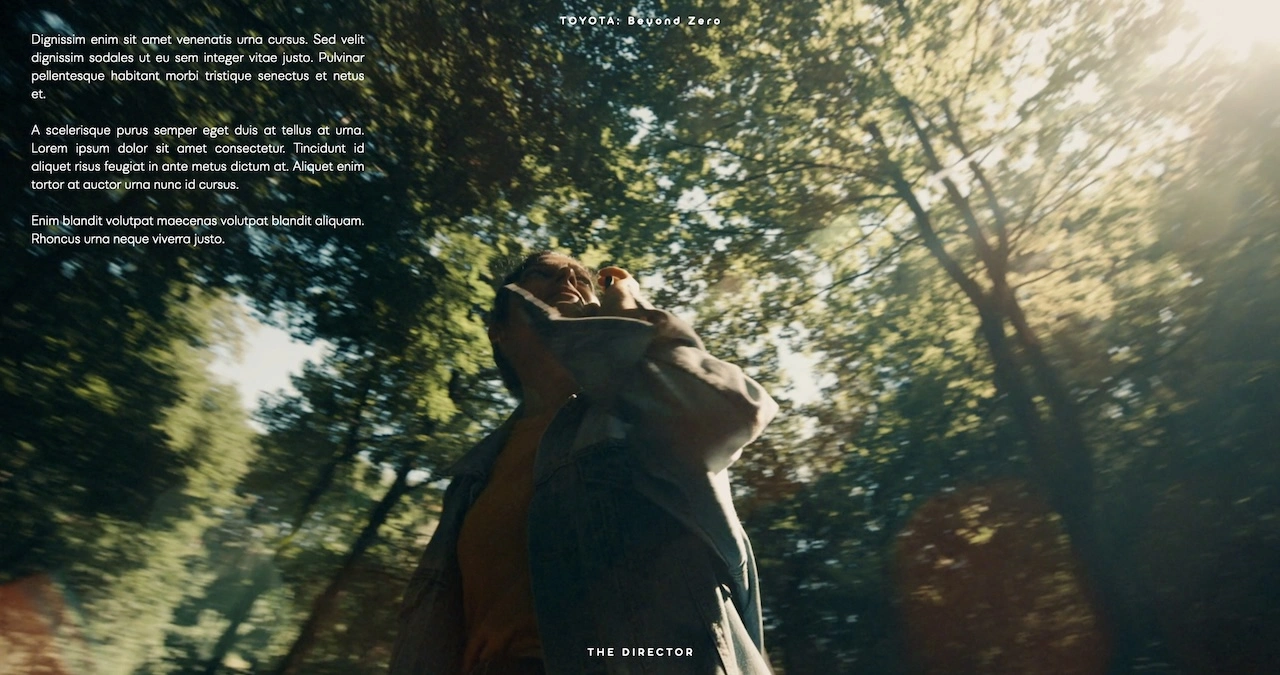 TOYOTA: Beyond Zero
Dignissim enim sit amet venenatis urna cursus. Sed velit
dignissim sodales ut eu sem integer vitae justo. Pulvinar
pellentesque habitant morbi tristique senectus et netus
et.
A scelerisque purus semper eget duis at tellus at urna.
Lorem ipsum dolor sit amet consectetur. Tincidunt id
aliquet risus feugiat in ante metus dictum at. Aliquet enim
tortor at auctor urna nunc id cursus.
Enim blandit volutpat maecenas volutpat blandit aliquam.
Rhoncus urna neque viverra justo.
THE DIRECTOR